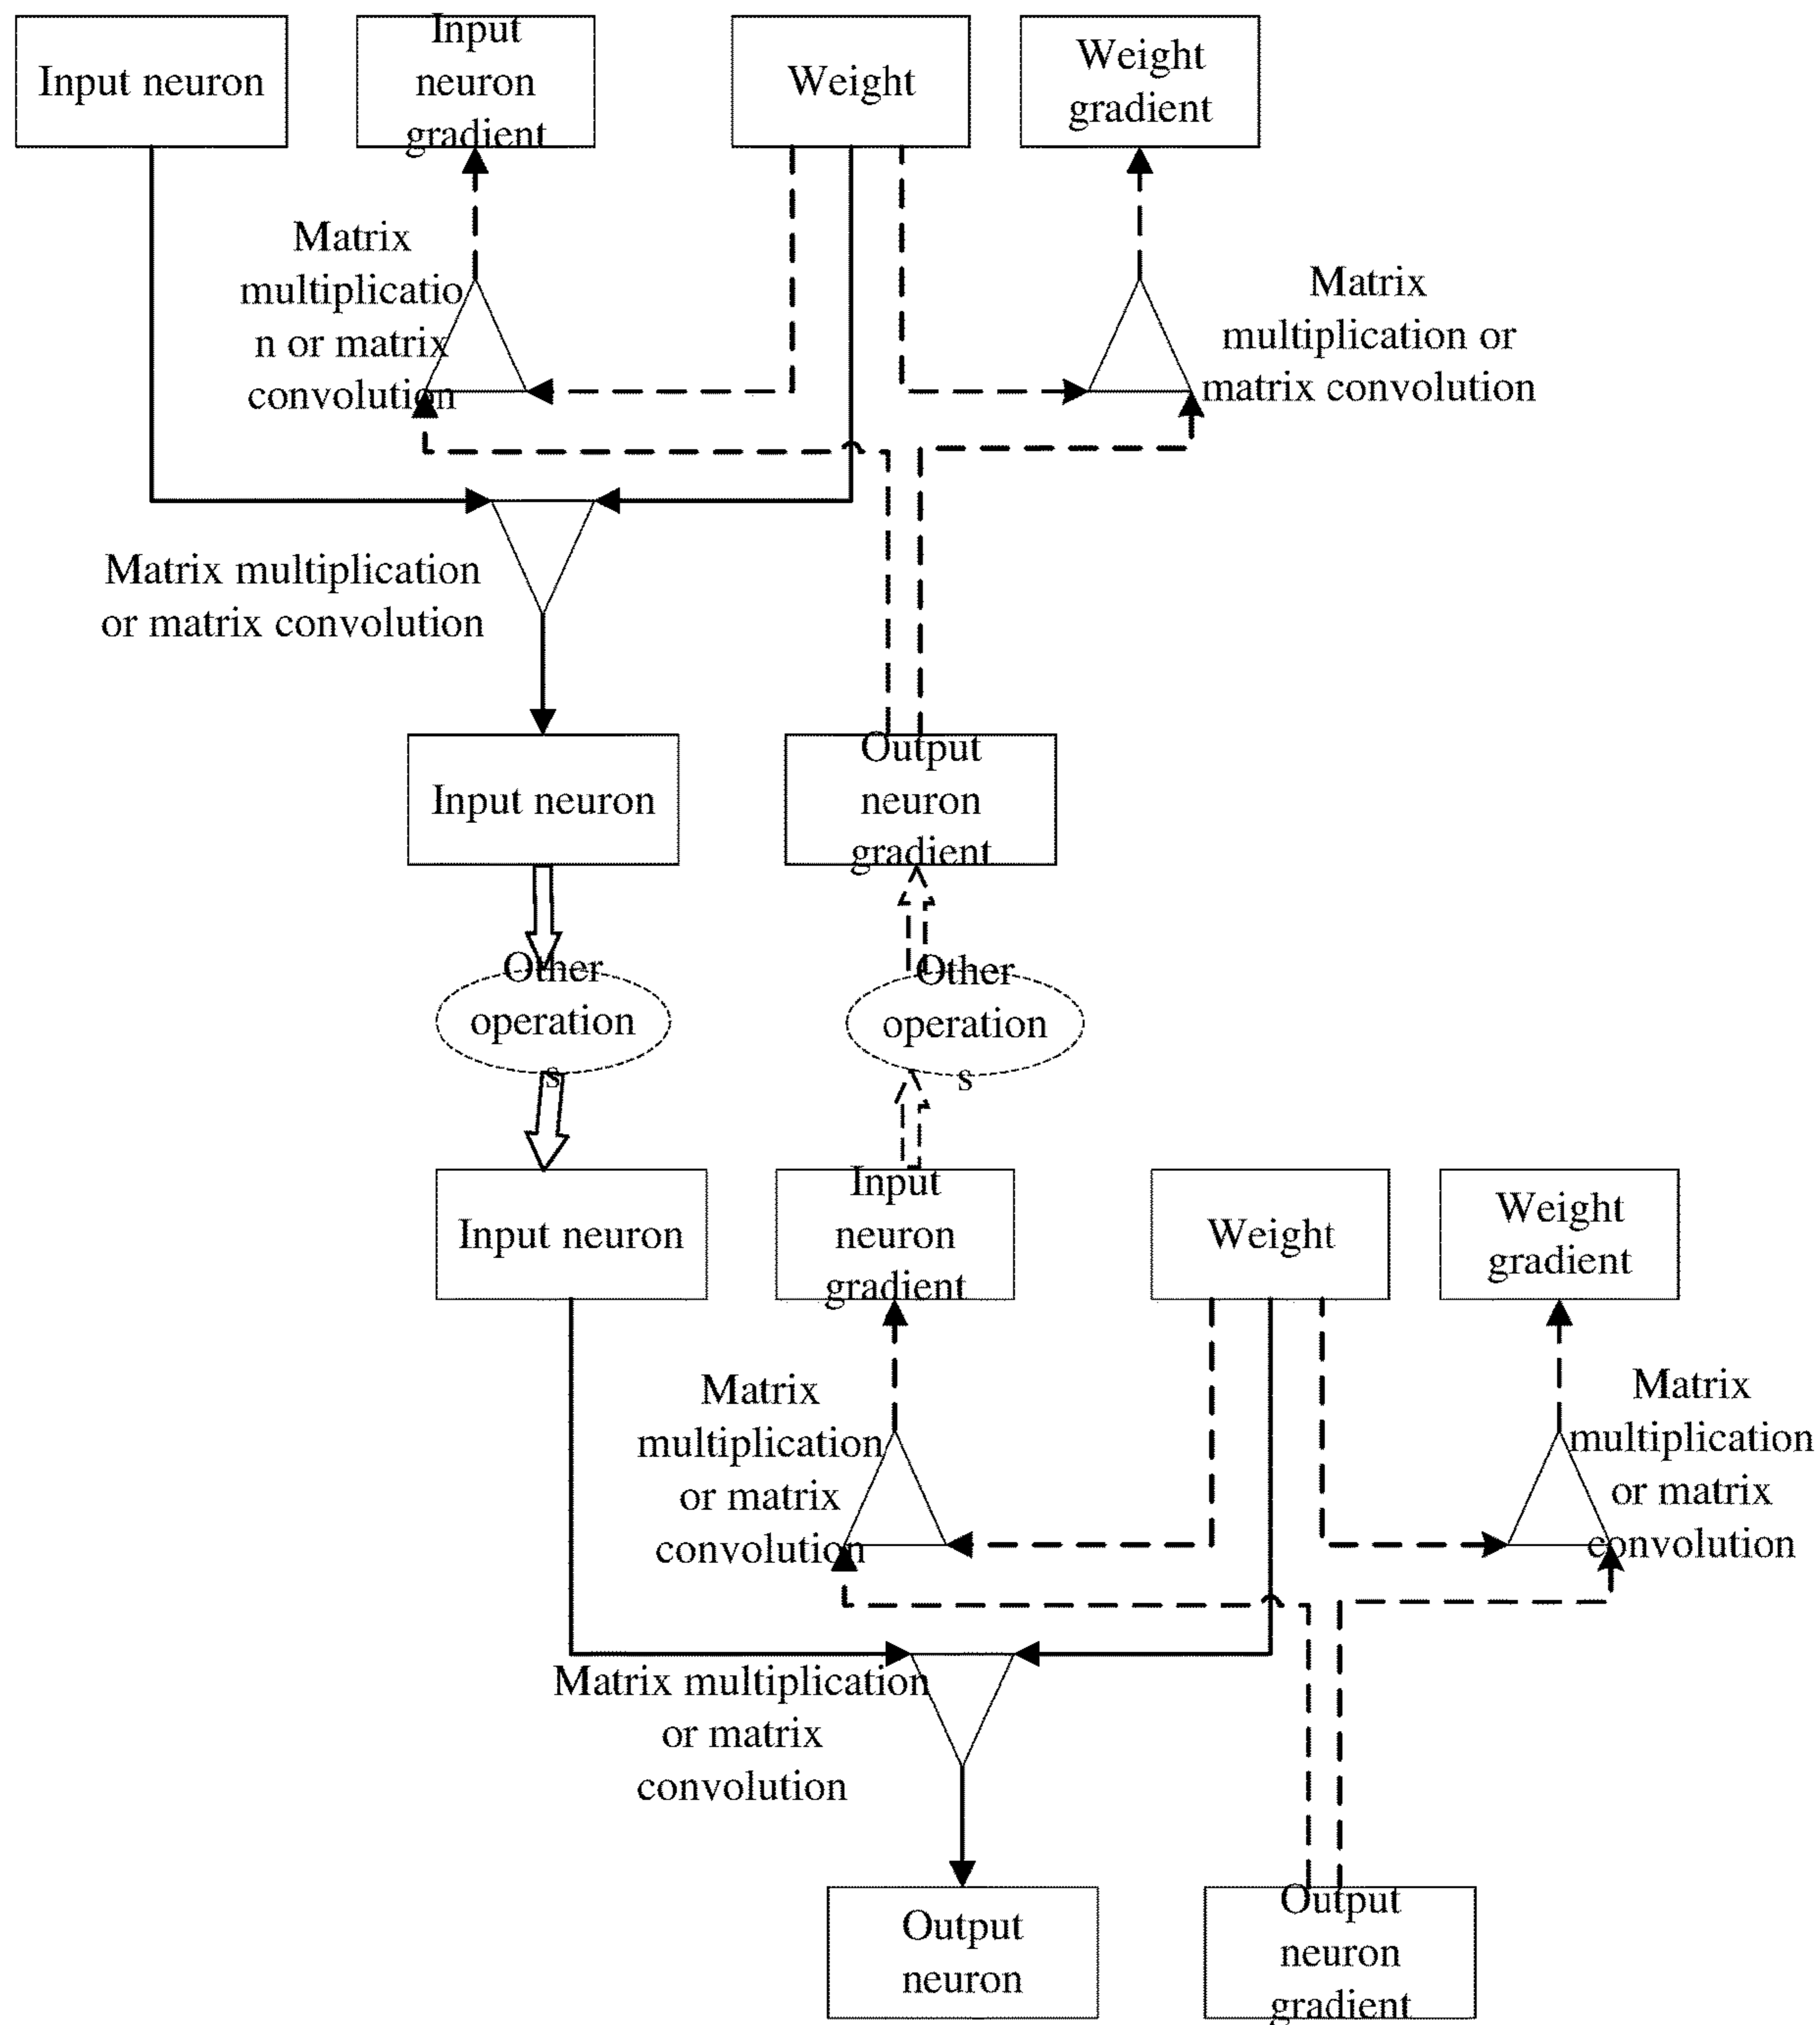 Input neuron
Input
neuron
gradient
Weight
Weight
gradient
Matrix
multiplicatio
n or matrix
convolution
Matrix
multiplication or
matrix convolution
Matrix multiplication
or matrix convolution
Input neuron
Output
neuron
gradient
Other
operation
s
Other
operation
s
Input neuron
Input
neuron
gradient
Weight
Weight
gradient
Matrix
multiplication
or matrix
convolution
Matrix
multiplication
or matrix
convolution
Matrix multiplication
or matrix
convolution
Output
neuron
Output
neuron
gradient